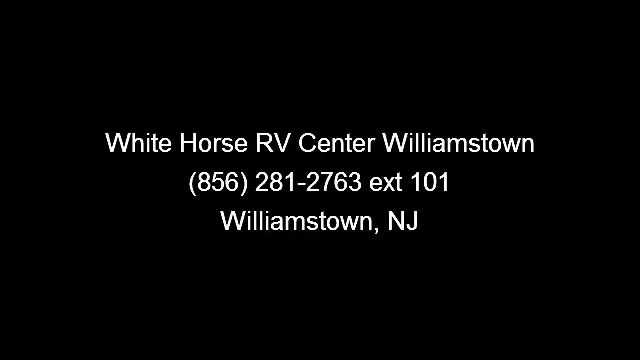 White Horse RV Center Williamstown
(856) 281-2763 ext 101
Williamstown, NJ